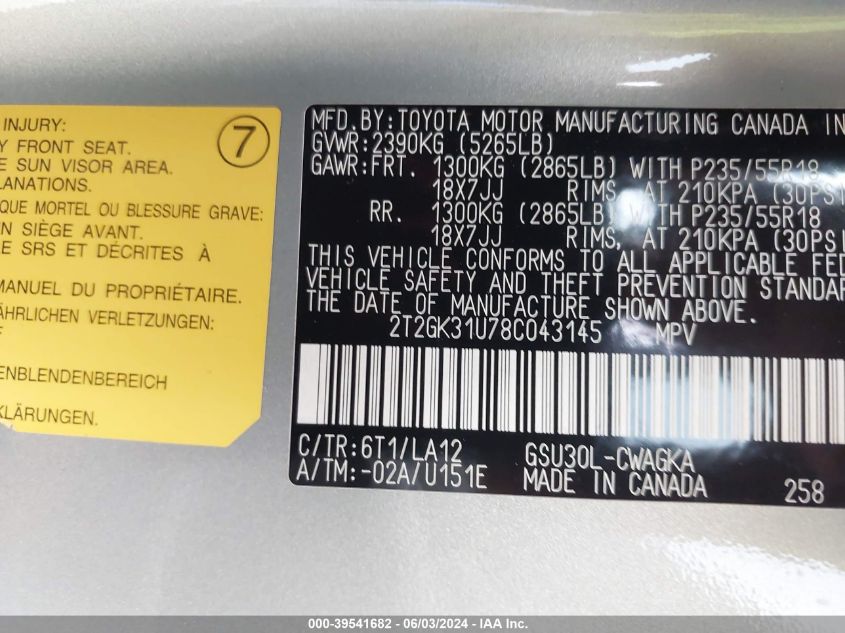 INJURY:
Y FRONT SEAT.
E SUN VISOR AREA.
PLANATIONS.
QUE MORTEL OU BLESSURE GRAVE:
EN SIÈGE AVANT.
E SRS ET DÉCRITES À
MANUEL DU PROPRIÉTAIRE.
ÄHRLICHEN VERLETZUNGEN:
ENBLENDENBEREICH
KLÄRUNGEN.
7
MFD.BY:TOYOTA MOTOR MANUFACTURING CANADA IN
GVWR:2390KG (5265LB)
GAWR:FRT. 1300KG (2865LB) WITH P235/55R18
18X7JJ RIMS, AT 210KPA (30PSI
RR. 1300KG (2865LB) WITH P235/55R18
18X7JJ RIMS, AT 210KPA (30PSI
THIS VEHICLE CONFORMS TO ALL APPLICABLE FED
VEHICLE SAFETY AND THEFT PREVENTION STANDAR
THE DATE OF MANUFACTURE SHOWN ABOVE.
2T2GK31U78C043145 MPV
C/TR:6T1/LA12 GSU30L-CWAGKA
A/TM:-02A/U151E MADE IN CANADA 258
000-39541682 - 06/03/2024 - IAA Inc.